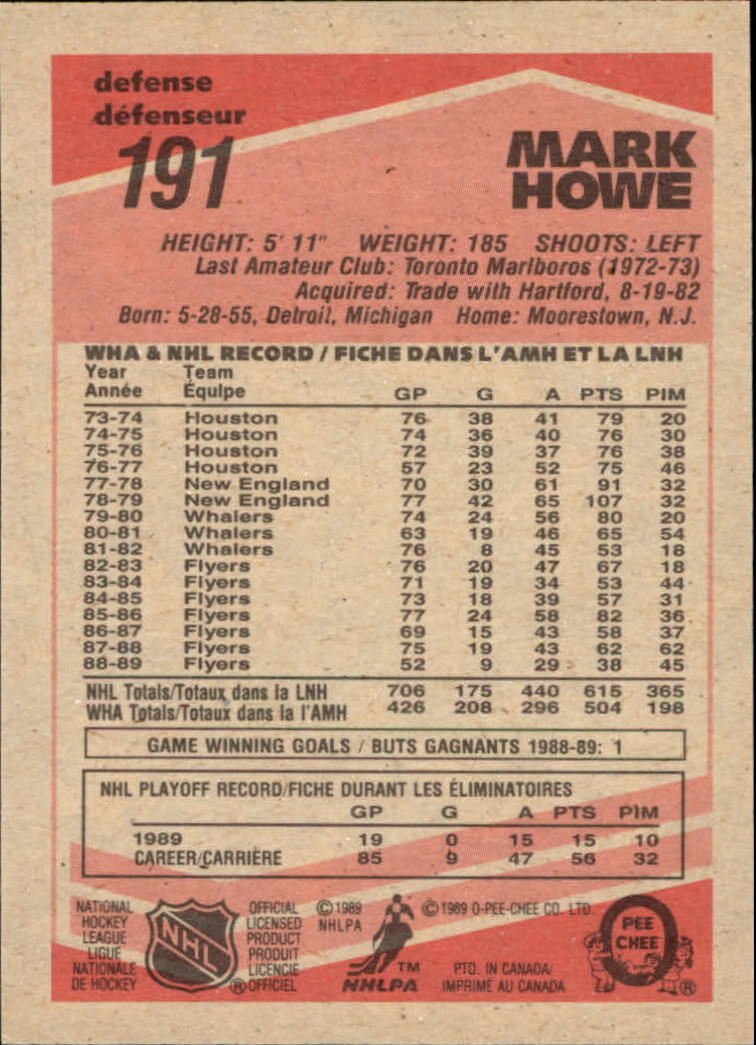 defense
défenseur
191
MARK
HOWE
HEIGHT: 5' 11" WEIGHT: 185 SHOOTS: LEFT
Last Amateur Club: Toronto Marlboros (1972-73)
Acquired: Trade with Hartford, 8-19-82
Born: 5-28-55, Detroit, Michigan Home: Moorestown, N.J.
WHA & NHL RECORD / FICHE DANS L'AMH ET LA LNH
Year Team
Année Équipe GP G A PTS PIM
73-74 Houston 76 38 41 79 20
74-75 Houston 74 36 40 76 30
75-76 Houston 72 39 37 76 38
76-77 Houston 57 23 52 75 46
77-78 New England 70 30 61 91 32
78-79 New England 77 42 65 107 32
79-80 Whalers 74 24 56 80 20
80-81 Whalers 63 19 46 65 54
81-82 Whalers 76 8 45 53 18
82-83 Flyers 76 20 47 67 18
83-84 Flyers 71 19 34 53 44
84-85 Flyers 73 18 39 57 31
85-86 Flyers 77 24 58 82 36
86-87 Flyers 69 15 43 58 37
87-88 Flyers 75 19 43 62 62
88-89 Flyers 52 9 29 38 45
NHL Totals/Totaux dans la LNH 706 175 440 615 365
WHA Totals/Totaux dans la l'AMH 426 208 296 504 198
GAME WINNING GOALS / BUTS GAGNANTS 1988-89: 1
NHL PLAYOFF RECORD/FICHE DURANT LES ÉLIMINATOIRES
GP G A PTS PIM
1989 19 0 15 15 10
CAREER/CARRIÈRE 85 9 47 56 32
NATIONAL
HOCKEY
LEAGUE
LIGUE
NATIONALE
DE HOCKEY
NHL
®
OFFICIAL
LICENSED
PRODUCT
PRODUIT
LICENCIE
OFFICIEL
© 1989
NHLPA
TM
NHLPA
© 1989 O-PEE-CHEE CO. LTD.
PTD. IN CANADA/
IMPRIMÉ AU CANADA
PEE
CHEE
®